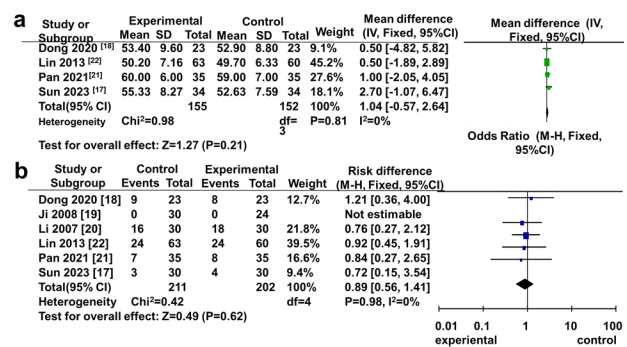 a
Study or Experimental Control Mean difference Mean difference (IV,
Subgroup Mean SD Total Mean SD Total Weight (IV, Fixed, 95%CI) Fixed, 95%CI)
Dong 2020 [18] 53.40 9.60 23 52.90 8.80 23 9.1% 0.50 [-4.82, 5.82]
Lin 2013 [22] 50.20 7.16 63 49.70 6.33 60 45.2% 0.50 [-1.89, 2.89]
Pan 2021[21] 60.00 6.00 35 59.00 7.00 35 27.6% 1.00 [-2.05, 4.05]
Sun 2023 [17] 55.33 8.27 34 52.63 7.59 34 18.1% 2.70 [-1.07, 6.47]
Total(95% CI) 155 152 100% 1.04 [-0.57, 2.64]
Heterogeneity Chi²=0.98 df= 3 P=0.81 I²=0%
Odds Ratio (M-H, Fixed, 95%CI)
Test for overall effect: Z=1.27 (P=0.21)
b
Study or Control Experimental Risk difference
Subgroup Events Total Events Total Weight (M-H, Fixed, 95%CI)
Dong 2020 [18] 9 23 8 23 12.7% 1.21 [0.36, 4.00]
Ji 2008 [19] 0 30 0 24 Not estimable
Li 2007 [20] 16 30 18 30 21.8% 0.76 [0.27, 2.12]
Lin 2013 [22] 24 63 24 60 39.5% 0.92 [0.45, 1.91]
Pan 2021 [21] 7 35 8 35 16.6% 0.84 [0.27, 2.65]
Sun 2023 [17] 3 30 4 30 9.4% 0.72 [0.15, 3.54]
Total(95% CI) 211 202 100% 0.89 [0.56, 1.41]
Heterogeneity Chi²=0.42 df=4 P=0.98, I²=0%
Test for overall effect: Z=0.49 (P=0.62)
0.01 0.1 1 10 100
experiental control